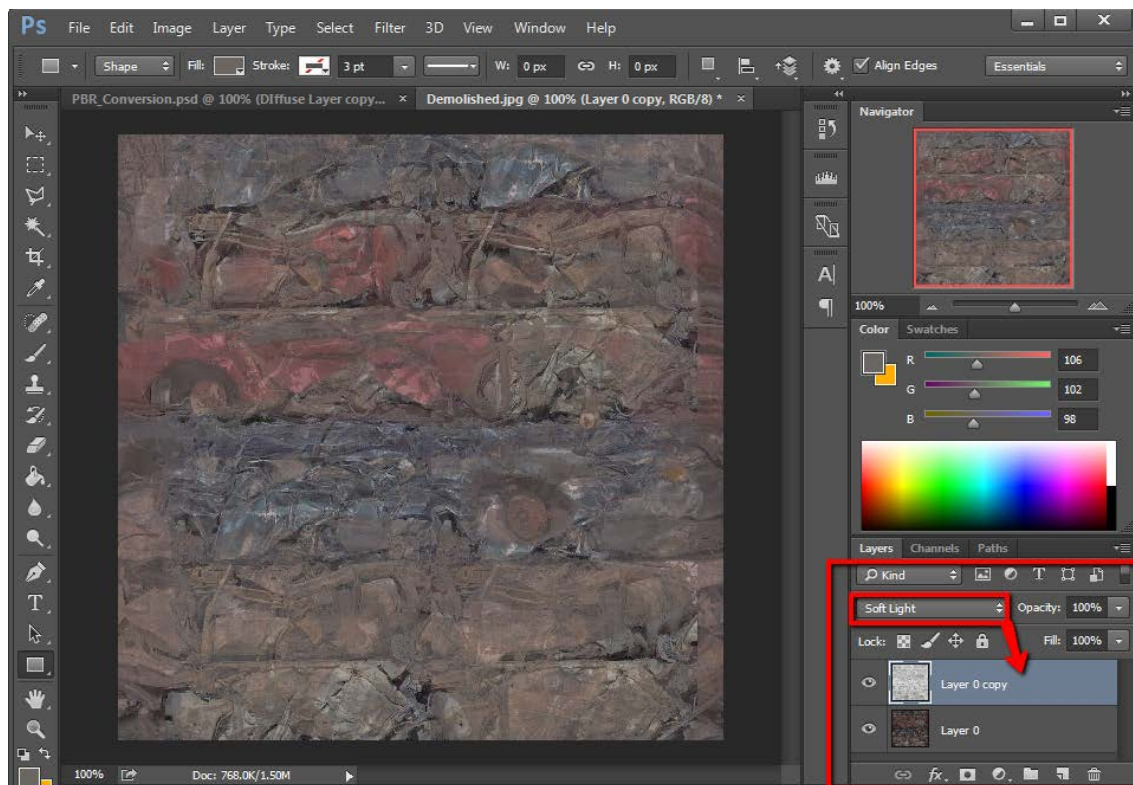 Ps File Edit Image Layer Type Select Filter 3D View Window Help
Shape Fill: Stroke: 3 pt W: 0 px H: 0 px Align Edges Essentials
PBR_Conversion.psd @ 100% (DIffuse Layer copy... × Demolished.jpg @ 100% (Layer 0 copy, RGB/8) * ×
Navigator
100%
Color Swatches
R 106
G 102
B 98
Layers Channels Paths
Kind
Soft Light Opacity: 100%
Lock: Fill: 100%
Layer 0 copy
Layer 0
100% Doc: 768.0K/1.50M